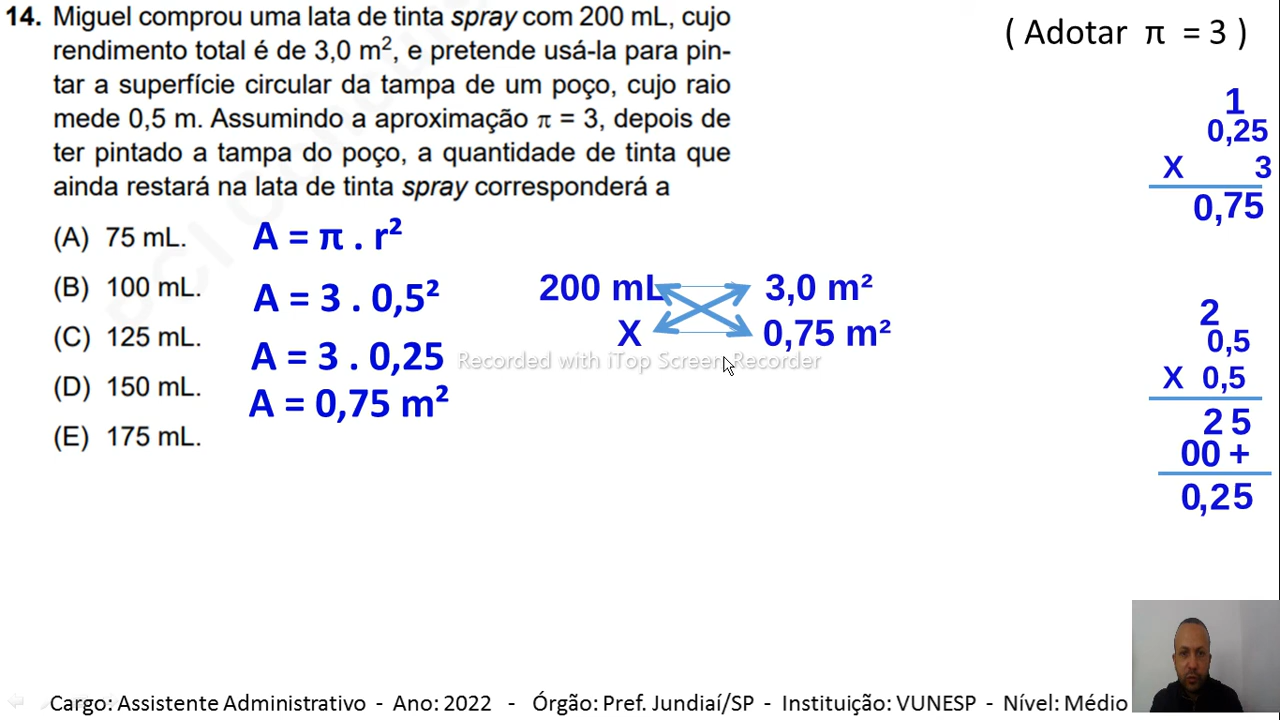 14. Miguel comprou uma lata de tinta spray com 200 mL, cujo
rendimento total é de 3,0 m², e pretende usá-la para pin-
tar a superfície circular da tampa de um poço, cujo raio
mede 0,5 m. Assumindo a aproximação π = 3, depois de
ter pintado a tampa do poço, a quantidade de tinta que
ainda restará na lata de tinta spray corresponderá a
(A) 75 mL.
(B) 100 mL.
(C) 125 mL.
(D) 150 mL.
(E) 175 mL.
A = π . r²
A = 3 . 0,5²
A = 3 . 0,25
A = 0,75 m²
200 mL 3,0 m²
X 0,75 m²
Recorded with iTop Screen Recorder
( Adotar π = 3 )
1
0,25
X 3
0,75
2
0,5
X 0,5
2 5
00 +
0,25
Cargo: Assistente Administrativo - Ano: 2022 - Órgão: Pref. Jundiaí/SP - Instituição: VUNESP - Nível: Médio